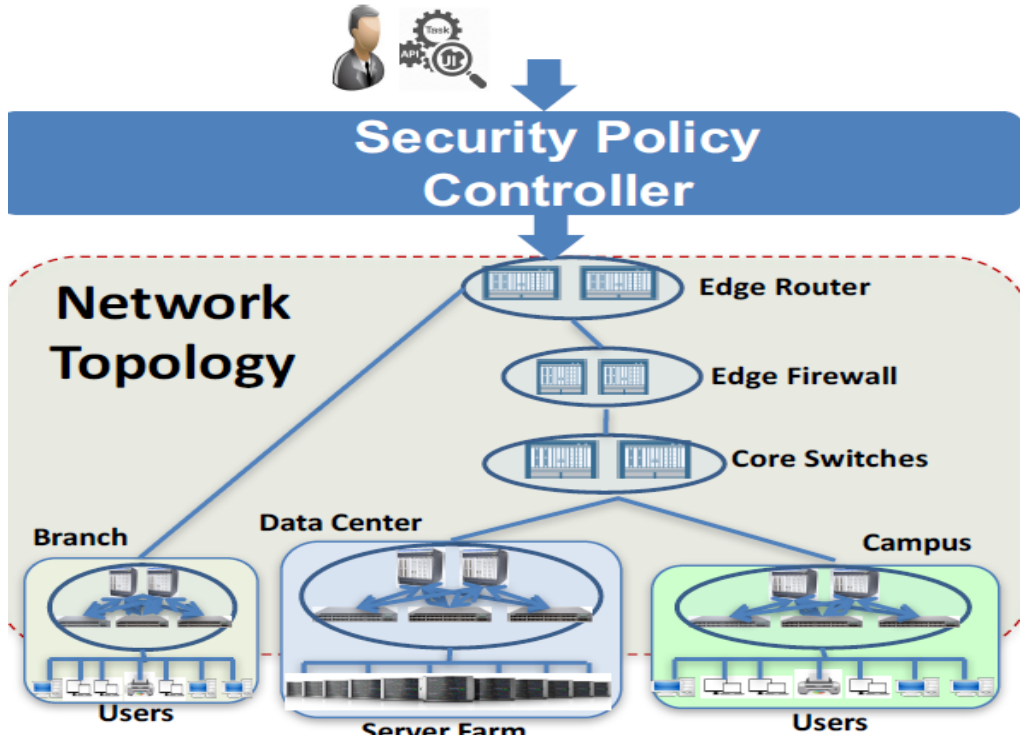 Task
API
UI
Security Policy
Controller
Network
Topology
Edge Router
Edge Firewall
Core Switches
Branch
Data Center
Campus
Users
Server Farm
Users